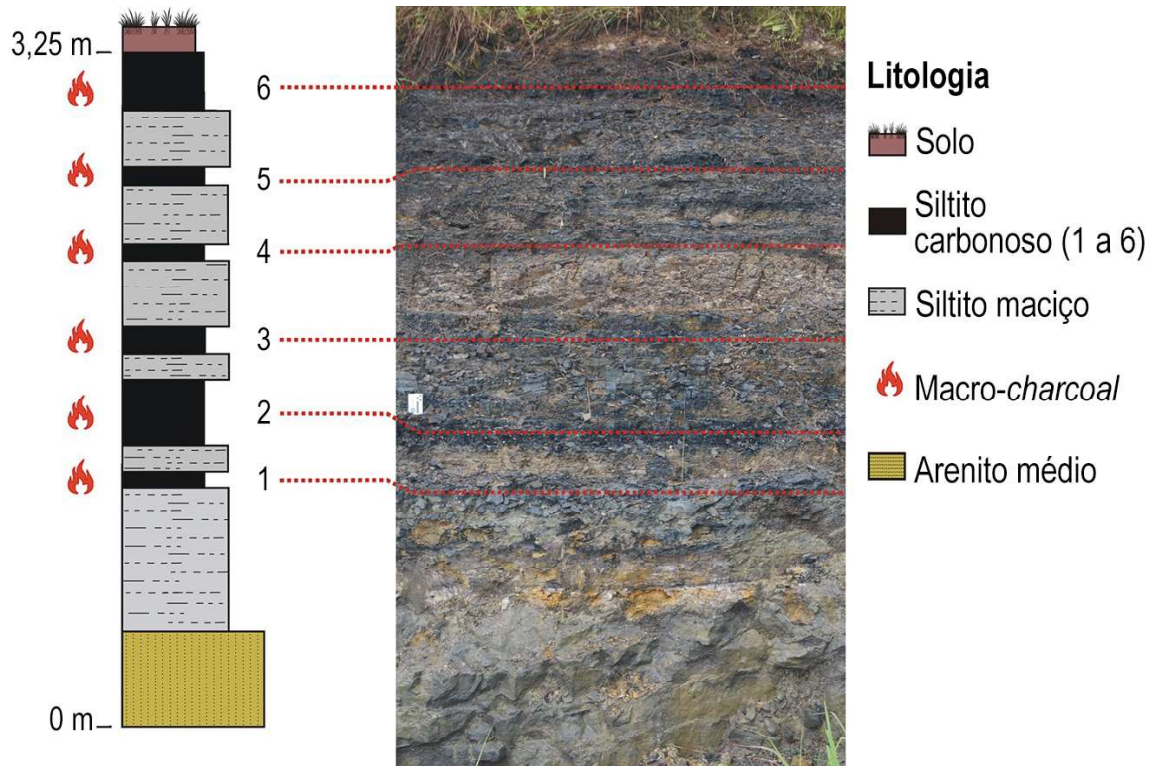 3,25 m
6
5
4
3
2
1
0 m
Litologia
Solo
Siltito
carbonoso (1 a 6)
Siltito maciço
Macro-charcoal
Arenito médio